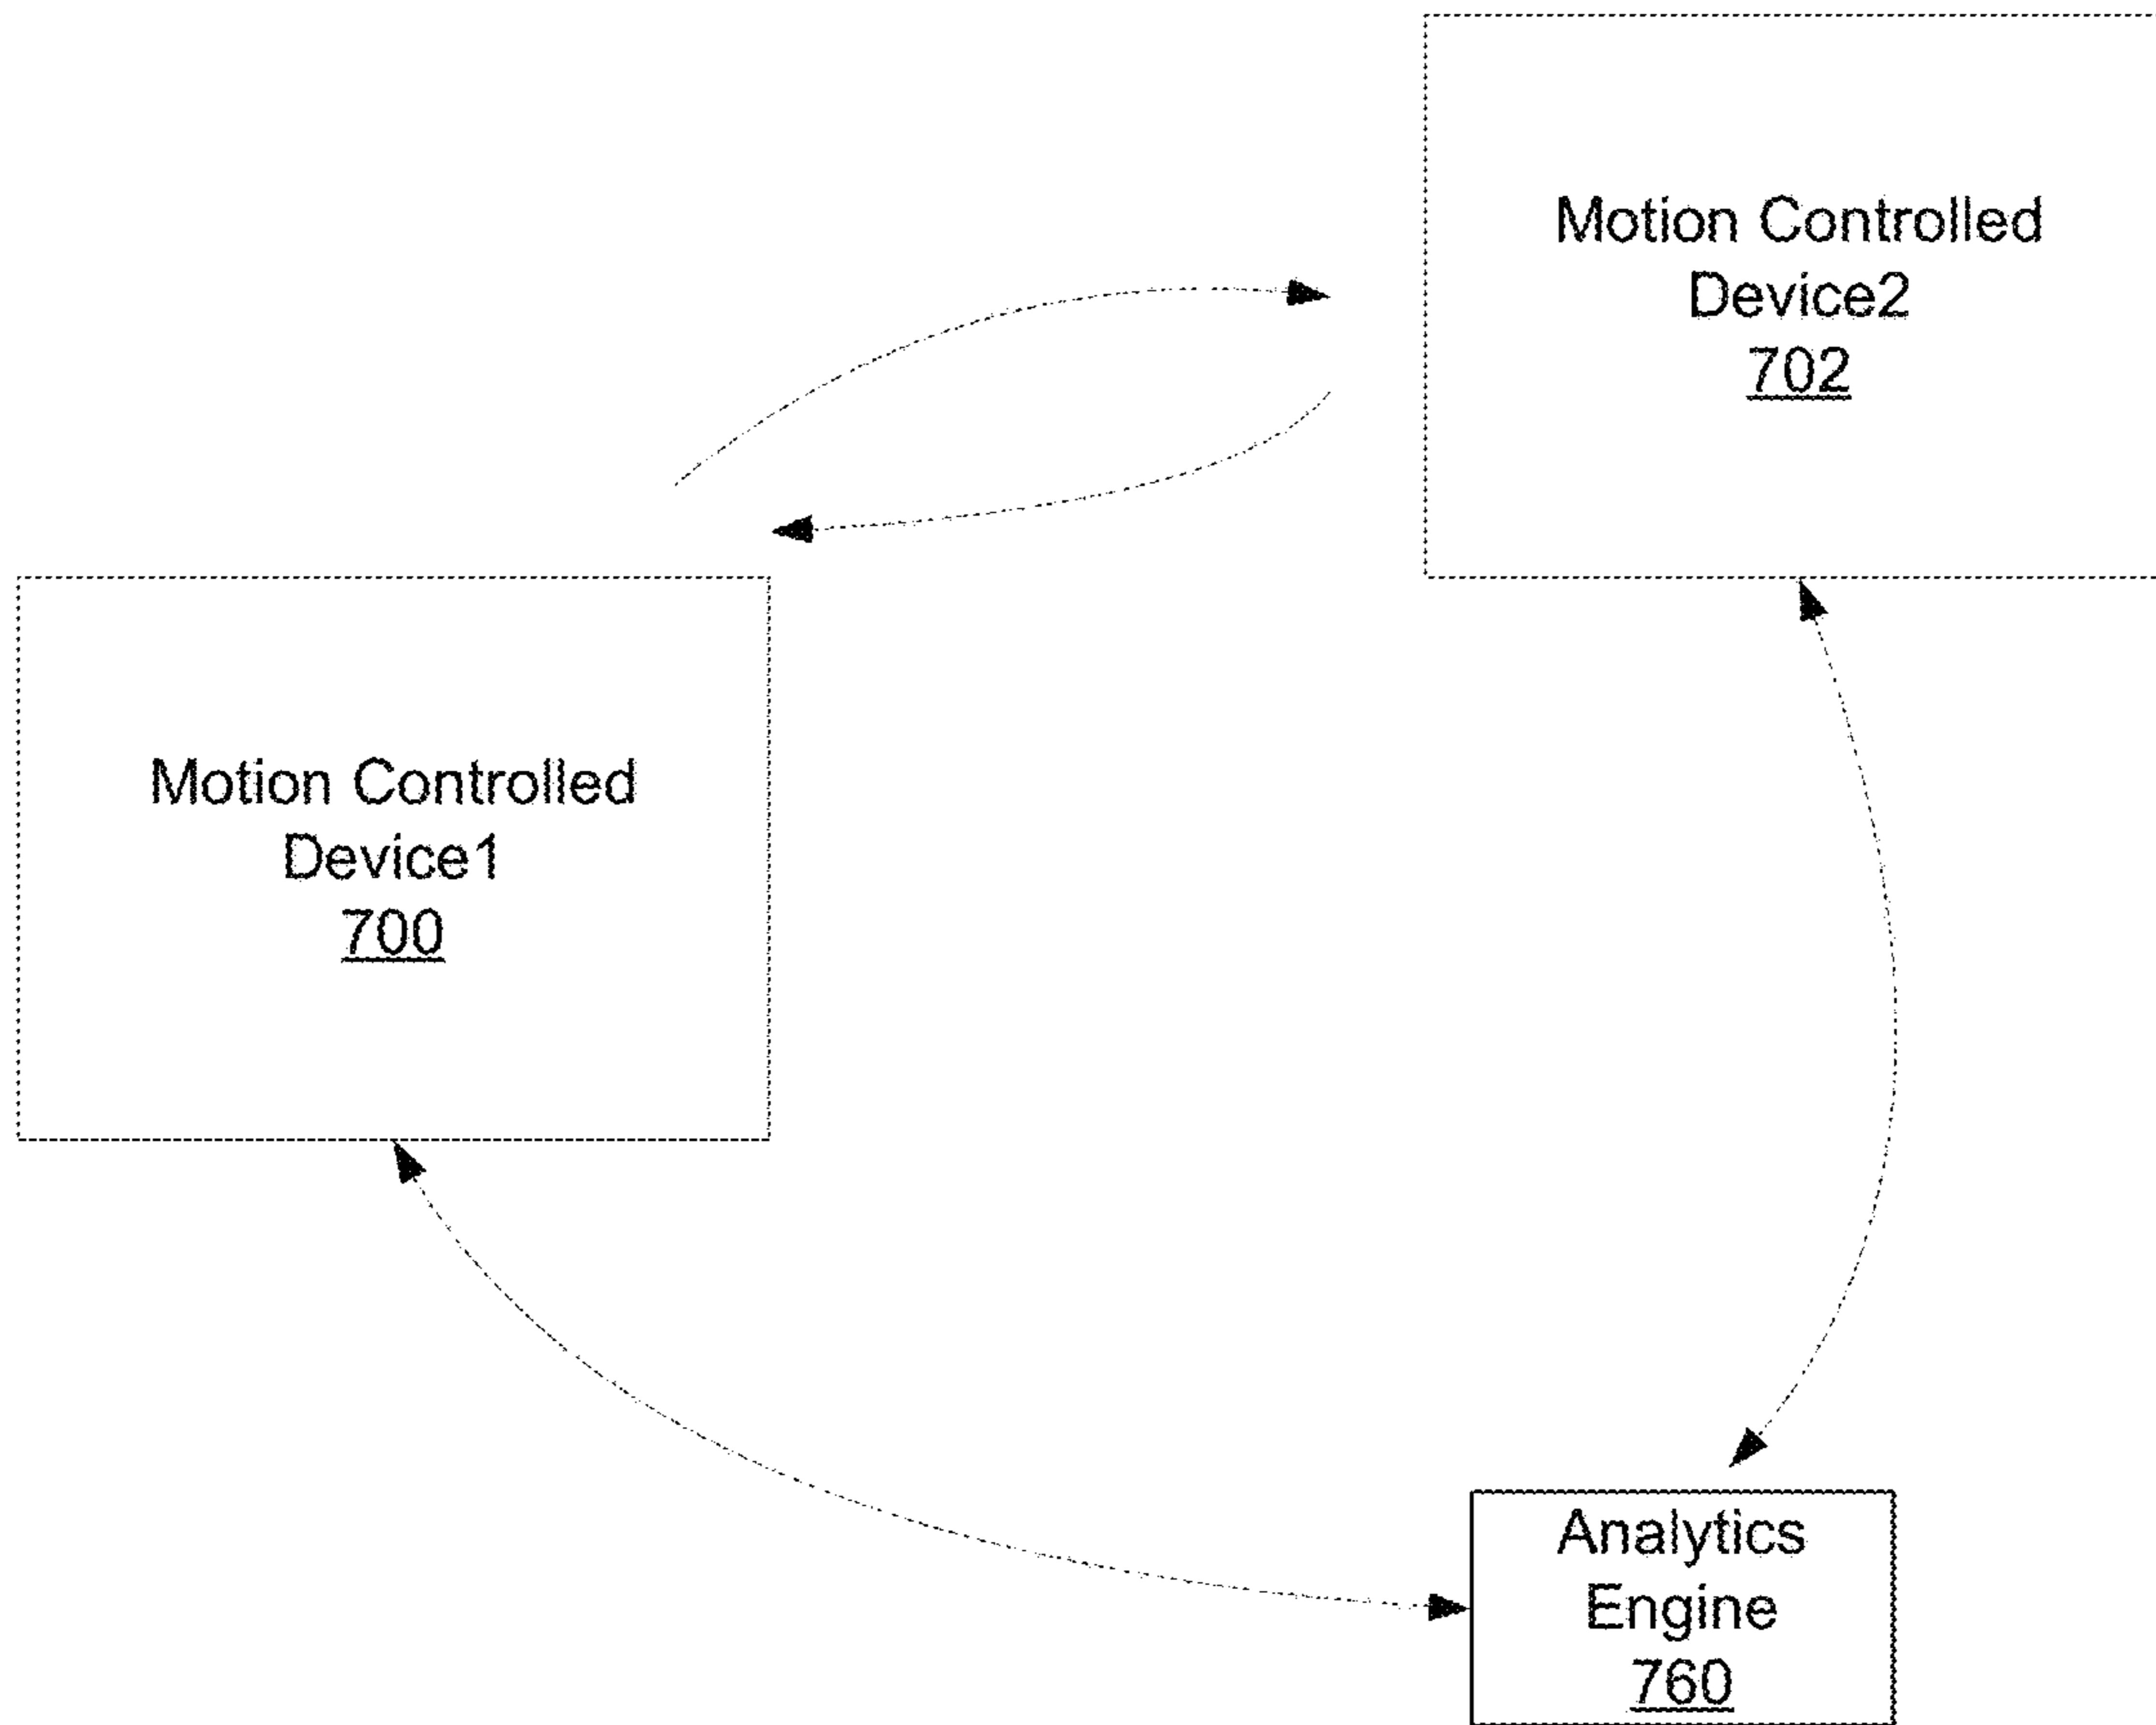 Motion Controlled
Device2
702
Motion Controlled
Device1
700
Analytics
Engine
760